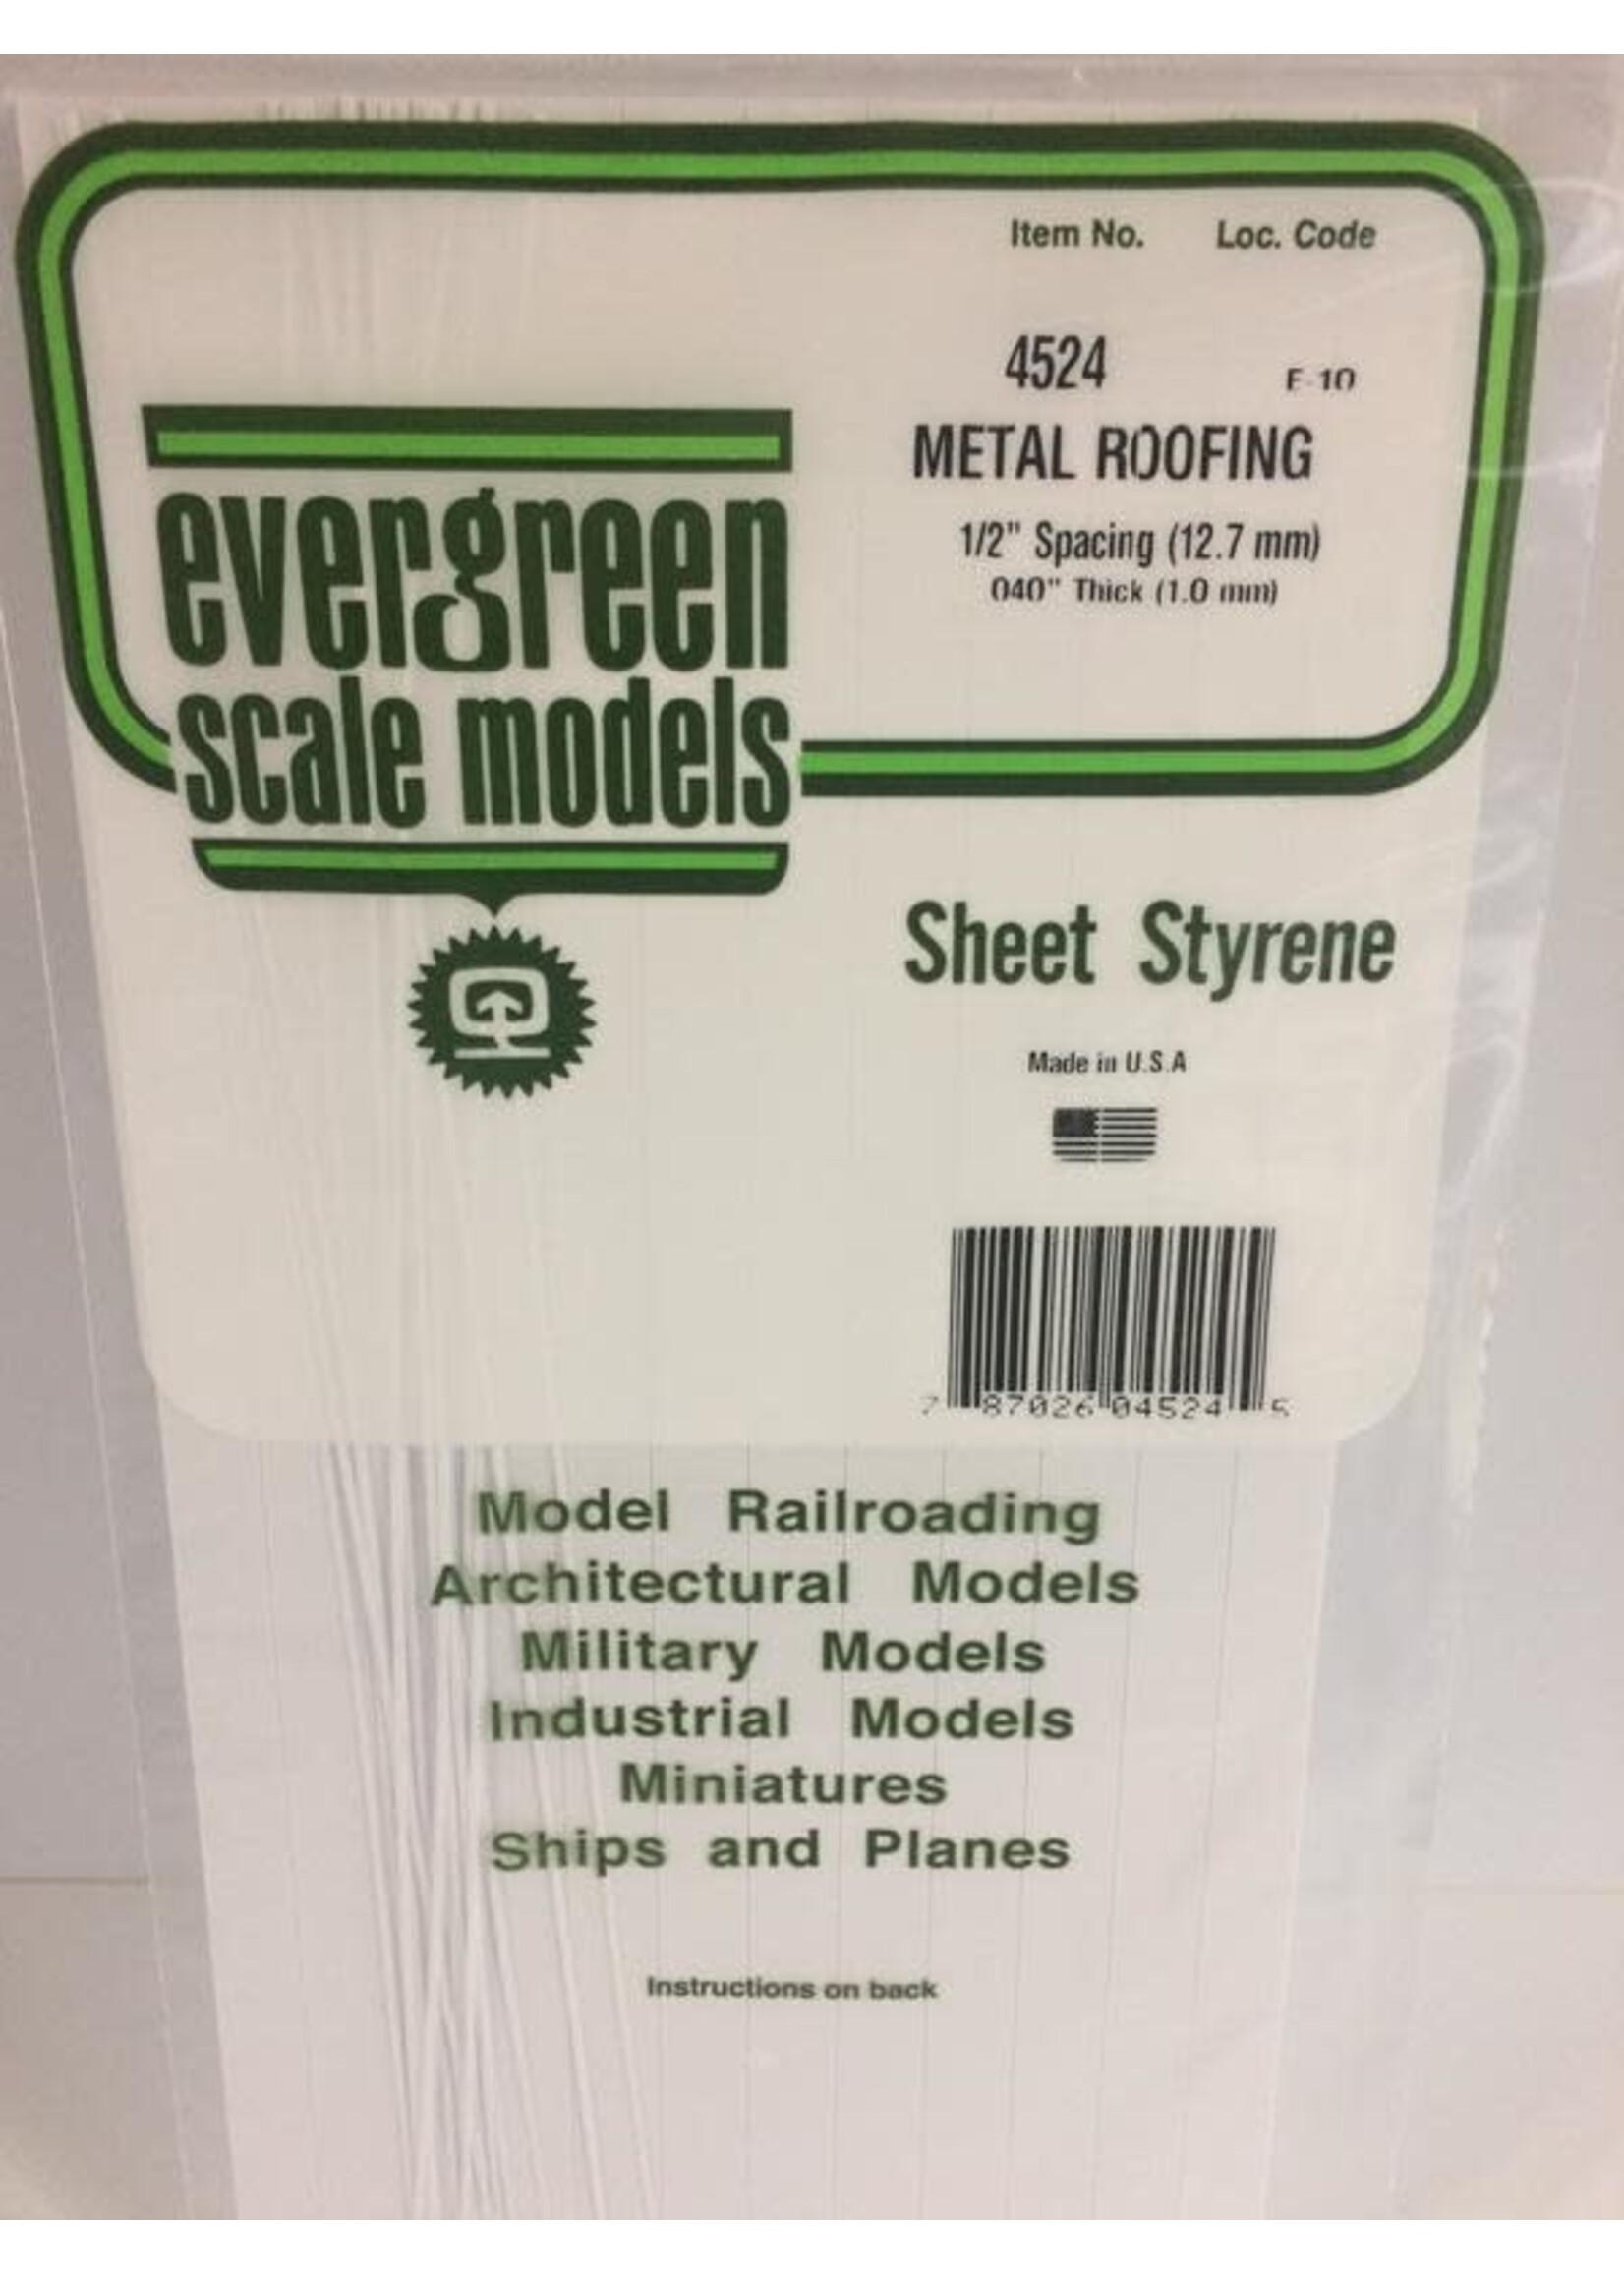 Item No. Loc. Code
4524 F-10
METAL ROOFING
1/2" Spacing (12.7 mm)
.040" Thick (1.0 mm)
evergreen
scale models
Sheet Styrene
Made in U.S.A
7 87026 04524 5
Model Railroading
Architectural Models
Military Models
Industrial Models
Miniatures
Ships and Planes
Instructions on back